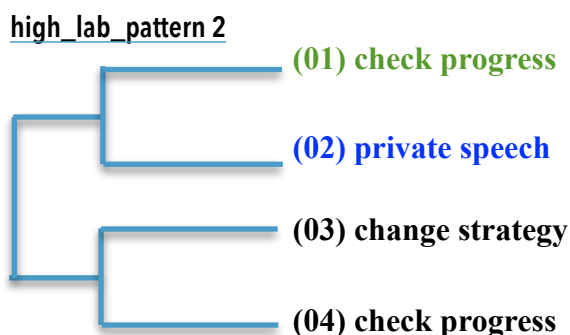 high_lab_pattern 2
(01) check progress
(02) private speech
(03) change strategy
(04) check progress